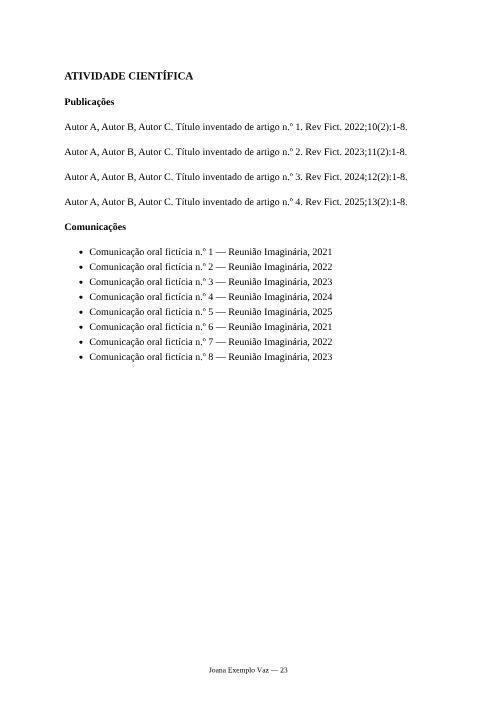 ATIVIDADE CIENTÍFICA
Publicações
Autor A, Autor B, Autor C. Título inventado de artigo n.º 1. Rev Fict. 2022;10(2):1-8.
Autor A, Autor B, Autor C. Título inventado de artigo n.º 2. Rev Fict. 2023;11(2):1-8.
Autor A, Autor B, Autor C. Título inventado de artigo n.º 3. Rev Fict. 2024;12(2):1-8.
Autor A, Autor B, Autor C. Título inventado de artigo n.º 4. Rev Fict. 2025;13(2):1-8.
Comunicações
• Comunicação oral fictícia n.º 1 — Reunião Imaginária, 2021
• Comunicação oral fictícia n.º 2 — Reunião Imaginária, 2022
• Comunicação oral fictícia n.º 3 — Reunião Imaginária, 2023
• Comunicação oral fictícia n.º 4 — Reunião Imaginária, 2024
• Comunicação oral fictícia n.º 5 — Reunião Imaginária, 2025
• Comunicação oral fictícia n.º 6 — Reunião Imaginária, 2021
• Comunicação oral fictícia n.º 7 — Reunião Imaginária, 2022
• Comunicação oral fictícia n.º 8 — Reunião Imaginária, 2023
Joana Exemplo Vaz — 23